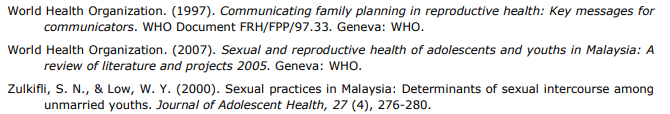 World Health Organization. (1997). Communicating family planning in reproductive health: Key messages for
communicators. WHO Document FRH/FPP/97.33. Geneva: WHO.
World Health Organization. (2007). Sexual and reproductive health of adolescents and youths in Malaysia: A
review of literature and projects 2005. Geneva: WHO.
Zulkifli, S. N., & Low, W. Y. (2000). Sexual practices in Malaysia: Determinants of sexual intercourse among
unmarried youths. Journal of Adolescent Health, 27 (4), 276-280.